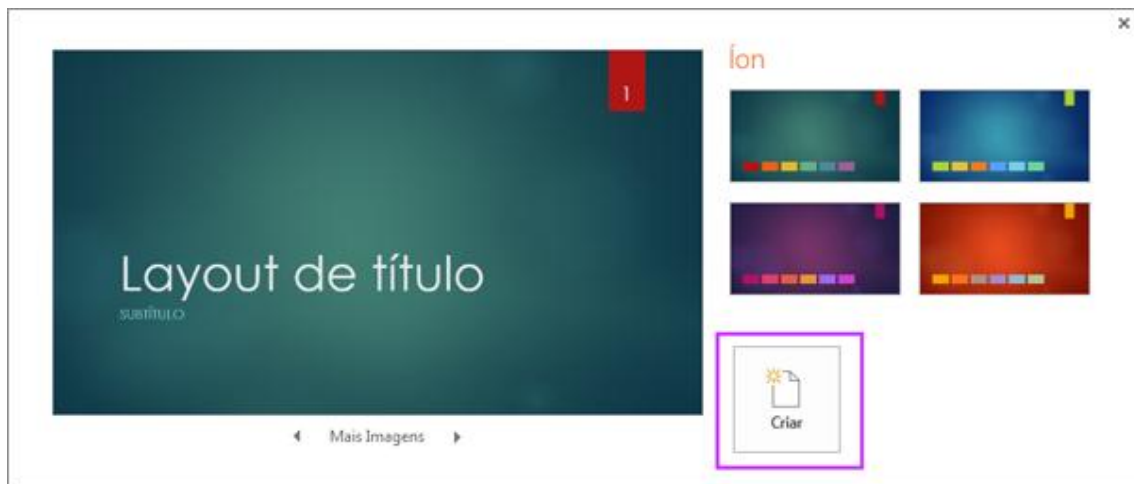 1
Layout de título
SUBTÍTULO
Mais Imagens
Íon
Criar